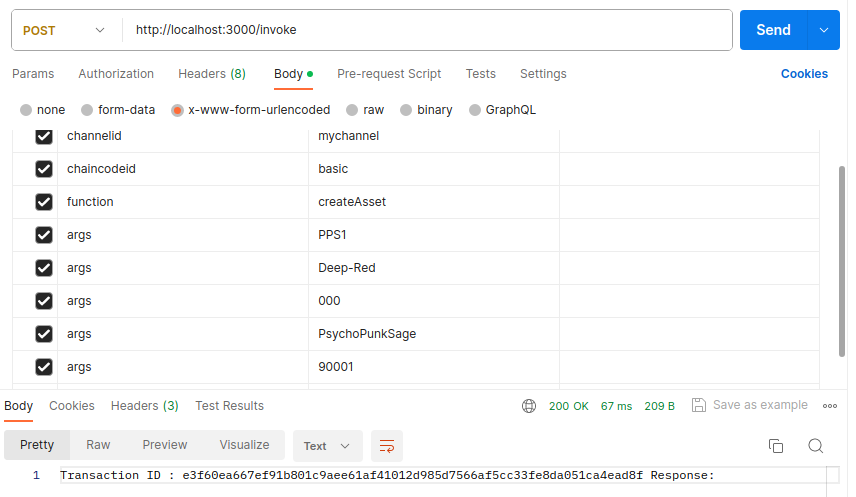 POST http://localhost:3000/invoke Send
Params Authorization Headers (8) Body Pre-request Script Tests Settings Cookies
none form-data x-www-form-urlencoded raw binary GraphQL
channelid mychannel
chaincodeid basic
function createAsset
args PPS1
args Deep-Red
args 000
args PsychoPunkSage
args 90001
Body Cookies Headers (3) Test Results 200 OK 67 ms 209 B Save as example
Pretty Raw Preview Visualize Text
1 Transaction ID : e3f60ea667ef91b801c9aee61af41012d985d7566af5cc33fe8da051ca4ead8f Response: